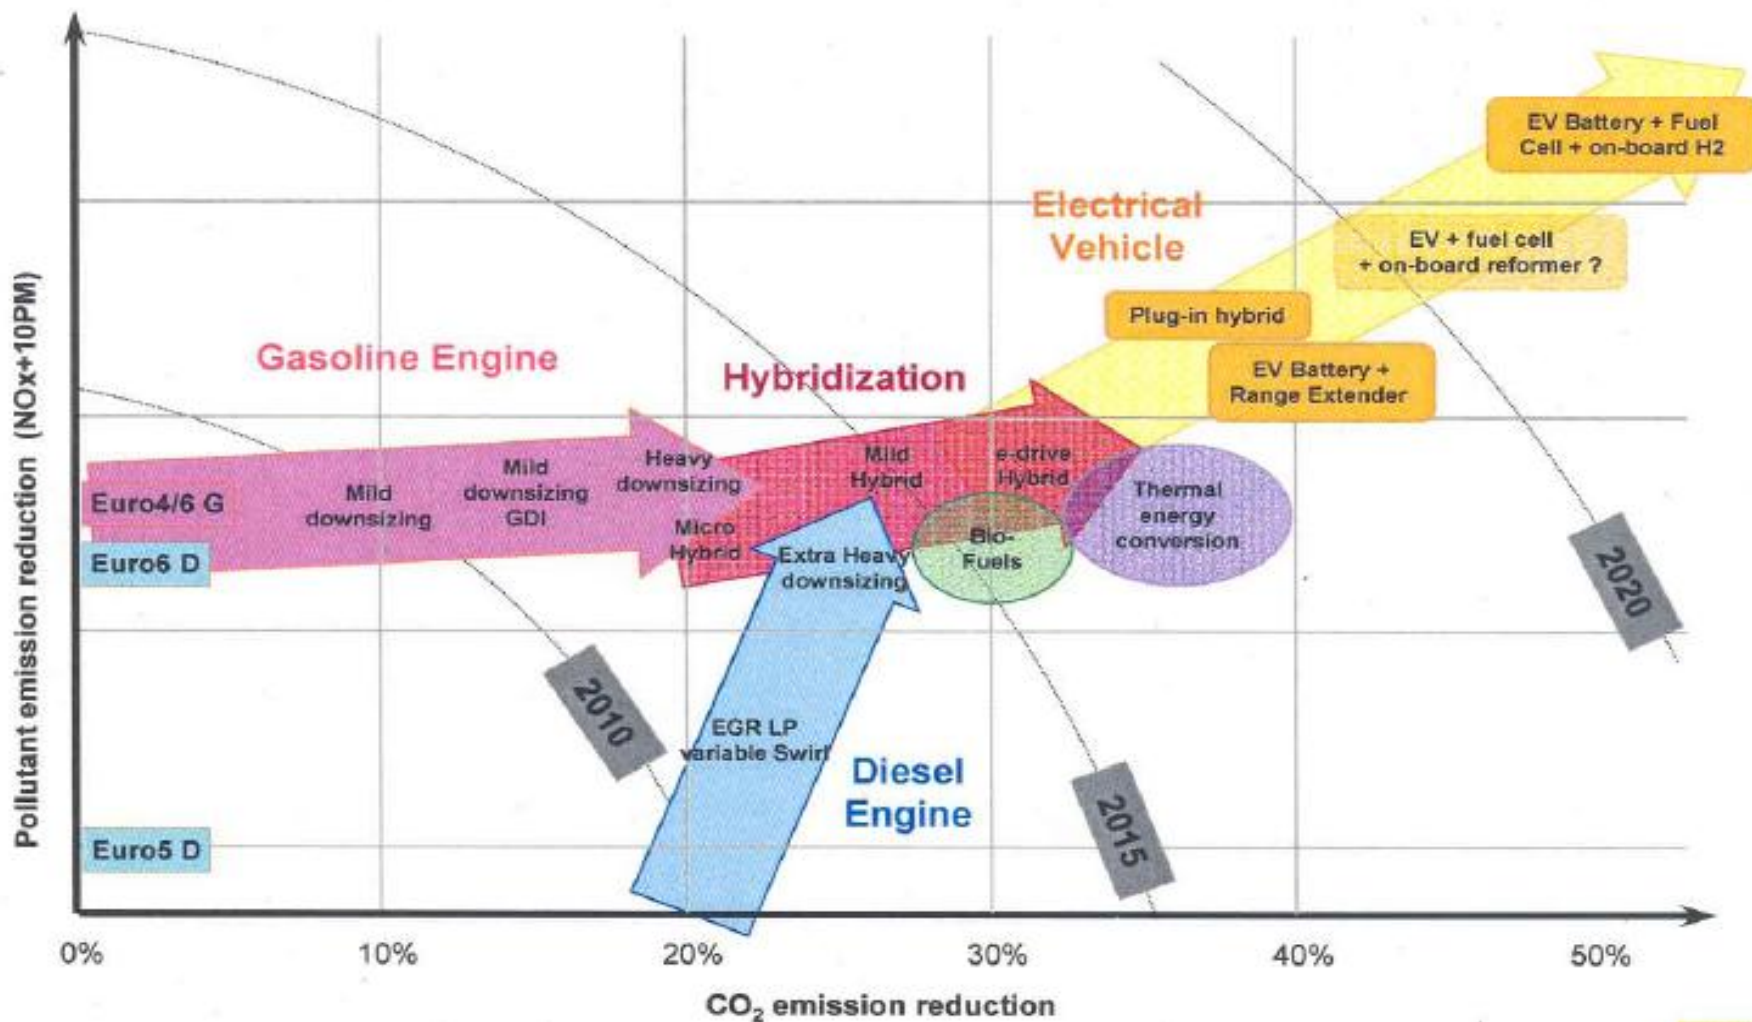 Pollutant emission reduction (NOx+10PM)
EV Battery + Fuel
Cell + on-board H2
Electrical
Vehicle
EV + fuel cell
+ on-board reformer ?
Plug-in hybrid
EV Battery +
Range Extender
Gasoline Engine
Hybridization
Euro4/6 G
Mild
downsizing
Mild
downsizing
GDI
Heavy
downsizing
Micro
Hybrid
Mild
Hybrid
e-drive
Hybrid
Thermal
energy
conversion
Bio-
Fuels
Extra Heavy
downsizing
Euro6 D
2010
2015
2020
EGR LP
variable Swirl
Diesel
Engine
Euro5 D
0%
10%
20%
30%
40%
50%
CO₂ emission reduction